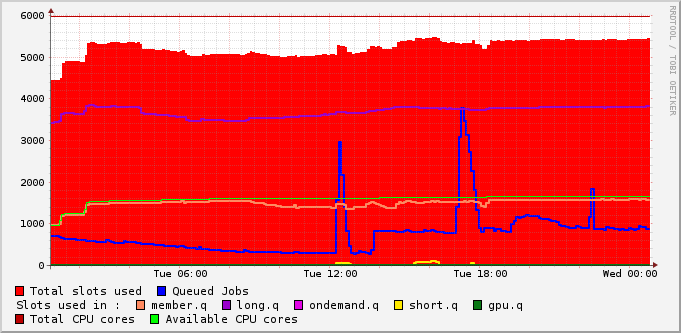 6000
5000
4000
3000
2000
1000
0
Tue 06:00 Tue 12:00 Tue 18:00 Wed 00:00
Total slots used Queued Jobs
Slots used in : member.q long.q ondemand.q short.q gpu.q
Total CPU cores Available CPU cores
RRDTOOL / TOBI OETIKER